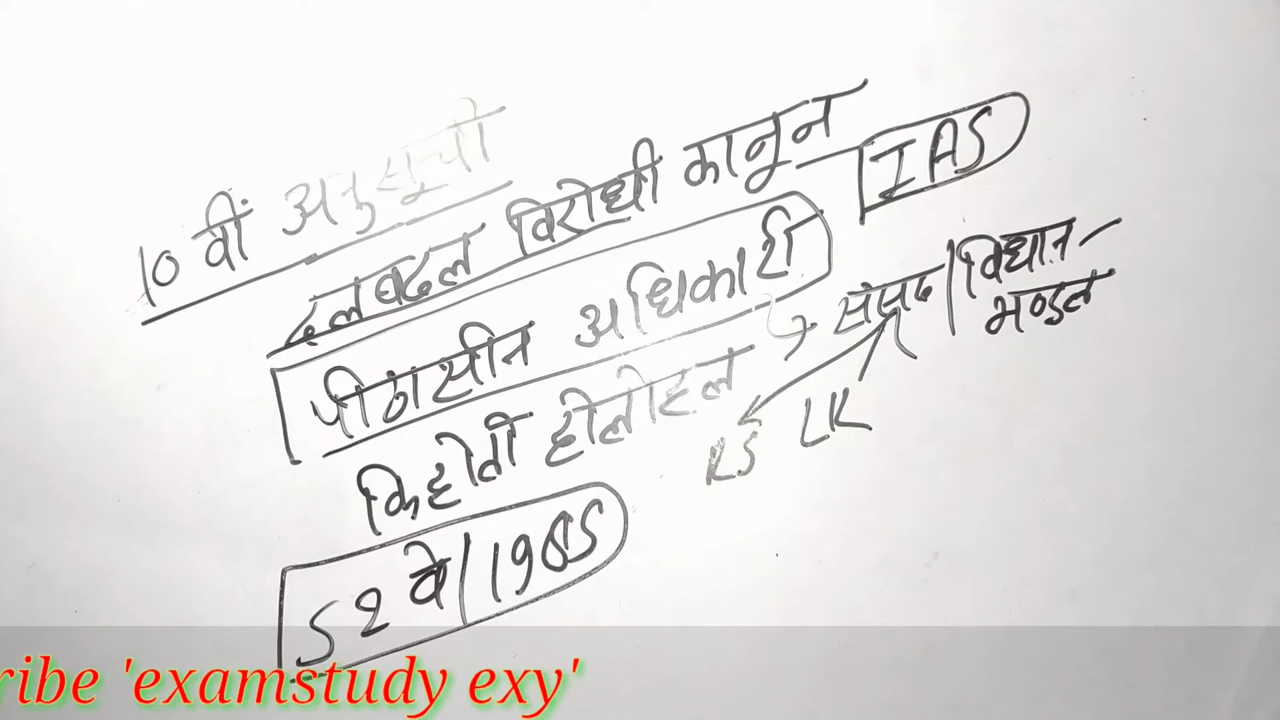 10 वीं अनुसूची
दलबदल विरोधी कानून
IAS
पीठासीन अधिकारी
संसद / विधान-
मण्डल
किहोतो होलोहन
RS LK
52 वे / 1985
ribe 'examstudy exy'